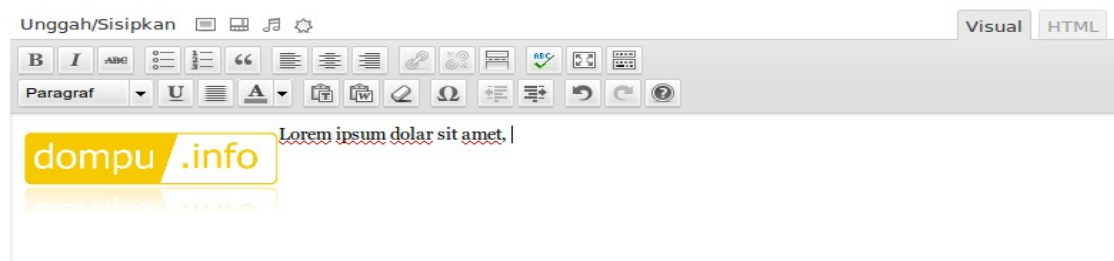 Unggah/Sisipkan
Visual HTML
B I ABC ABC
Paragraf U A T W Ω
Lorem ipsum dolar sit amet,
dompu .info